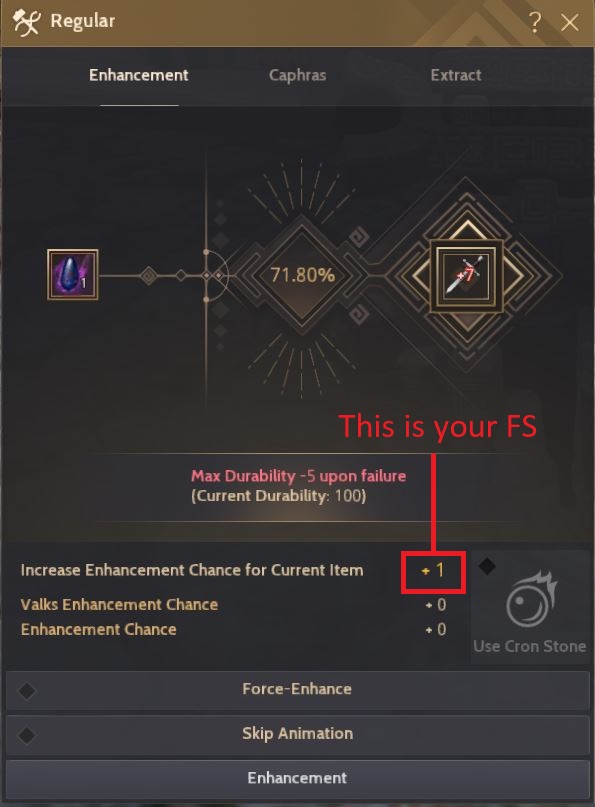 Regular
?
Enhancement
Caphras
Extract
1
71.80%
+7
This is your FS
Max Durability -5 upon failure
(Current Durability: 100)
Increase Enhancement Chance for Current Item + 1
Valks Enhancement Chance + 0
Enhancement Chance + 0
Use Cron Stone
Force-Enhance
Skip Animation
Enhancement